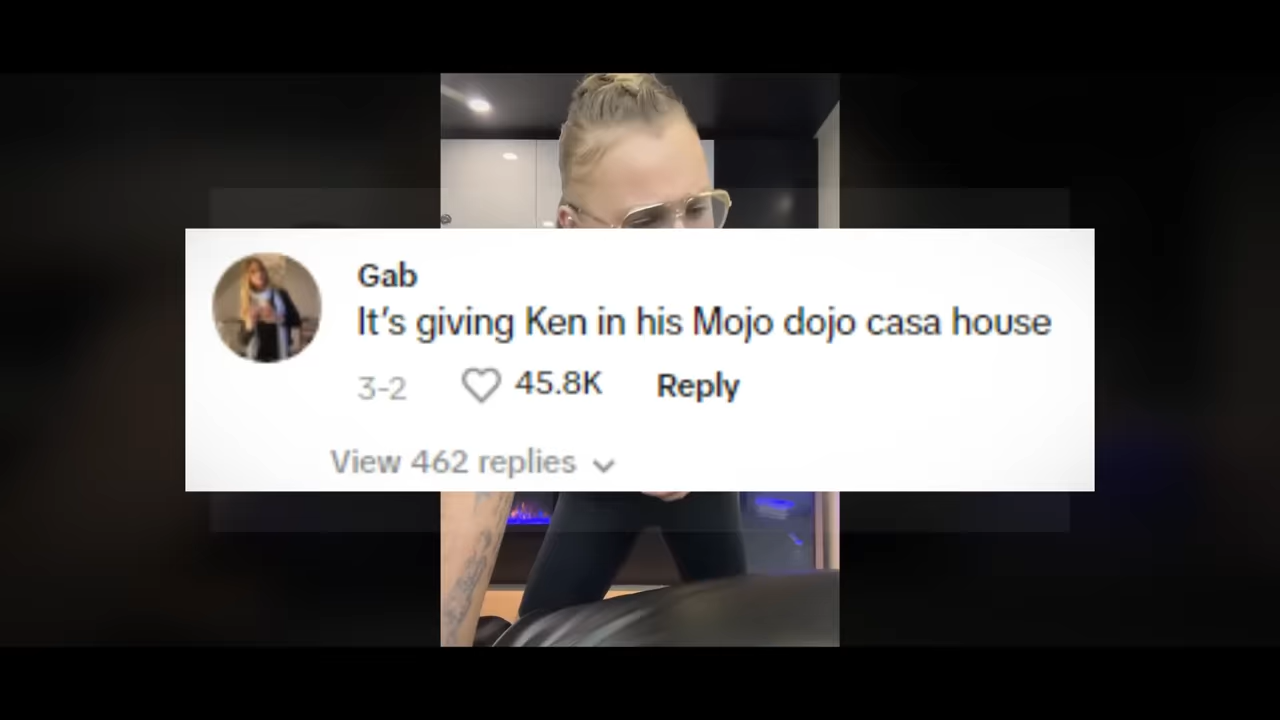 Gab
It's giving Ken in his Mojo dojo casa house
3-2 45.8K Reply
View 462 replies